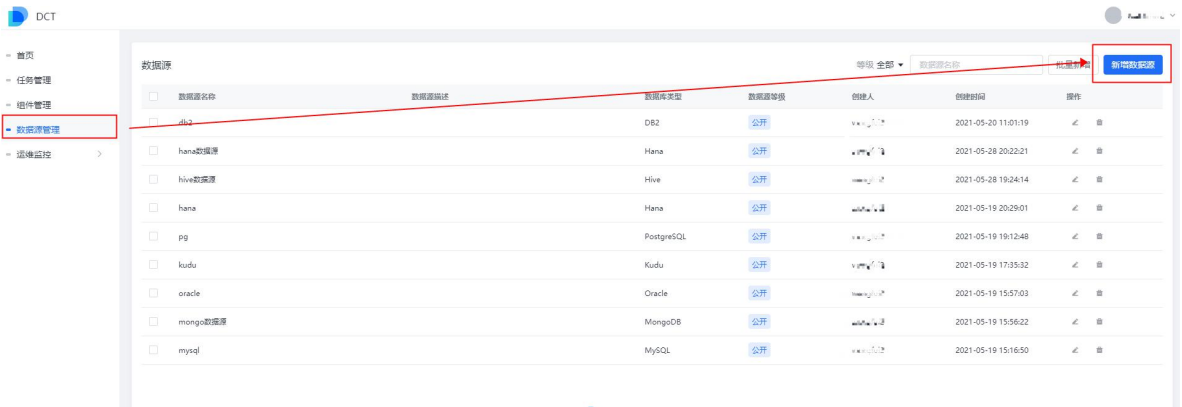 DCT
首页
任务管理
组件管理
数据源管理
运维监控
数据源 等级 全部 数据源名称 批量新增 新增数据源
数据源名称 数据源描述 数据库类型 数据源等级 创建人 创建时间 操作
db2 DB2 公开 2021-05-20 11:01:19
hana数据源 Hana 公开 2021-05-28 20:22:21
hive数据源 Hive 公开 2021-05-28 19:24:14
hana Hana 公开 2021-05-19 20:29:01
pg PostgreSQL 公开 2021-05-19 19:12:48
kudu Kudu 公开 2021-05-19 17:35:32
oracle Oracle 公开 2021-05-19 15:57:03
mongo数据源 MongoDB 公开 2021-05-19 15:56:22
mysql MySQL 公开 2021-05-19 15:16:50